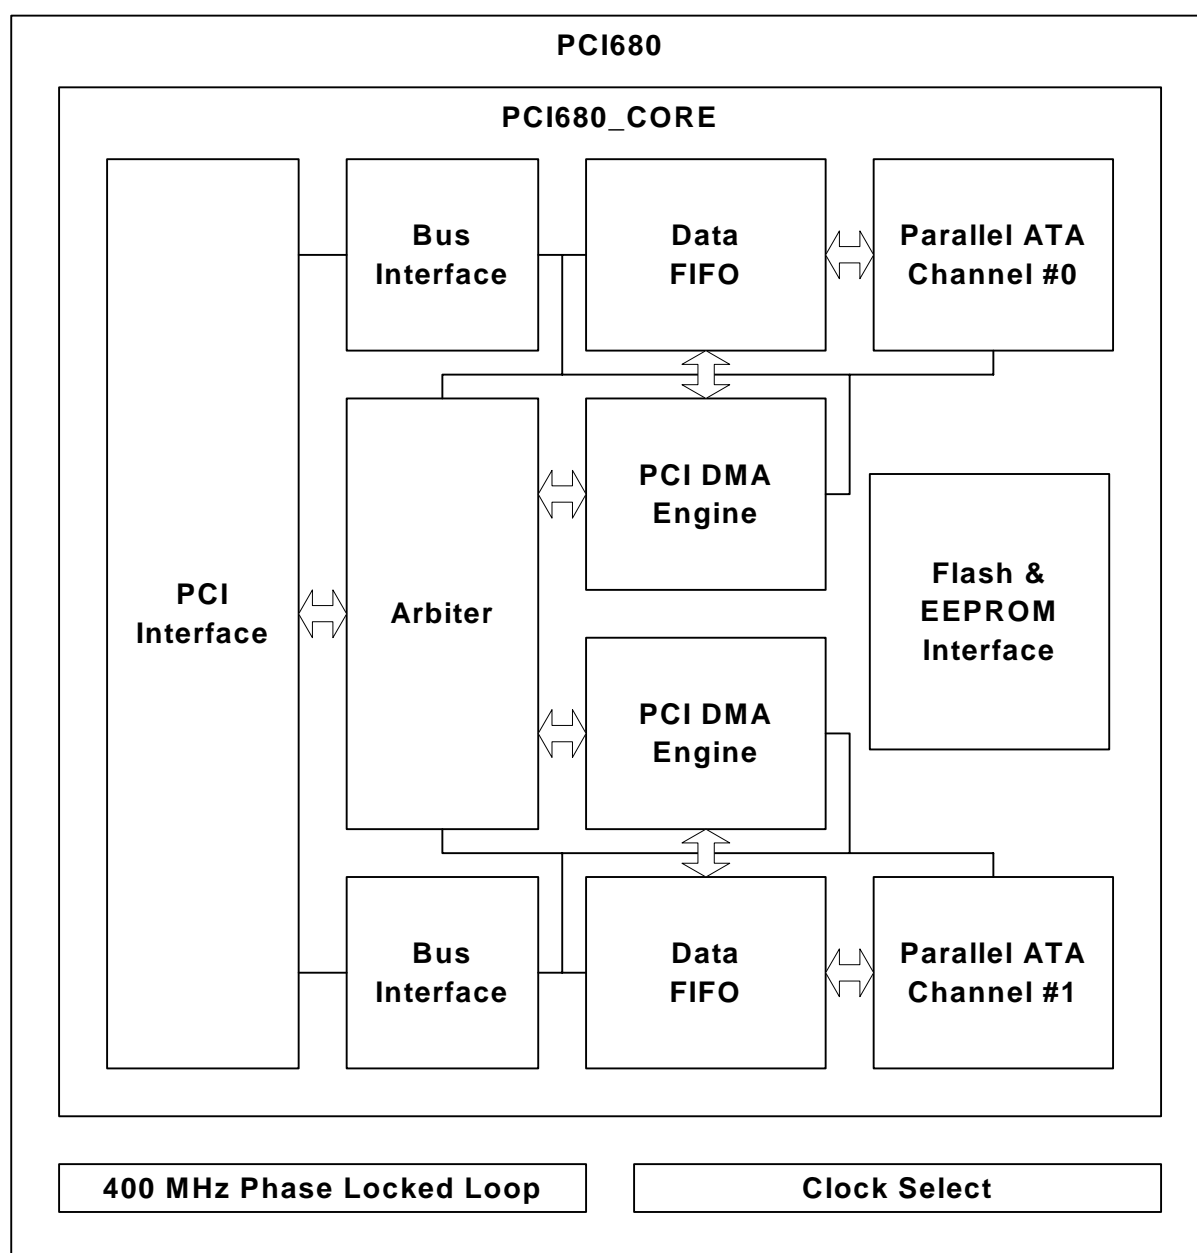 PCI680
PCI680_CORE
Bus
Interface
Data
FIFO
Parallel ATA
Channel #0
PCI
Interface
Arbiter
PCI DMA
Engine
Flash &
EEPROM
Interface
PCI DMA
Engine
Bus
Interface
Data
FIFO
Parallel ATA
Channel #1
400 MHz Phase Locked Loop
Clock Select